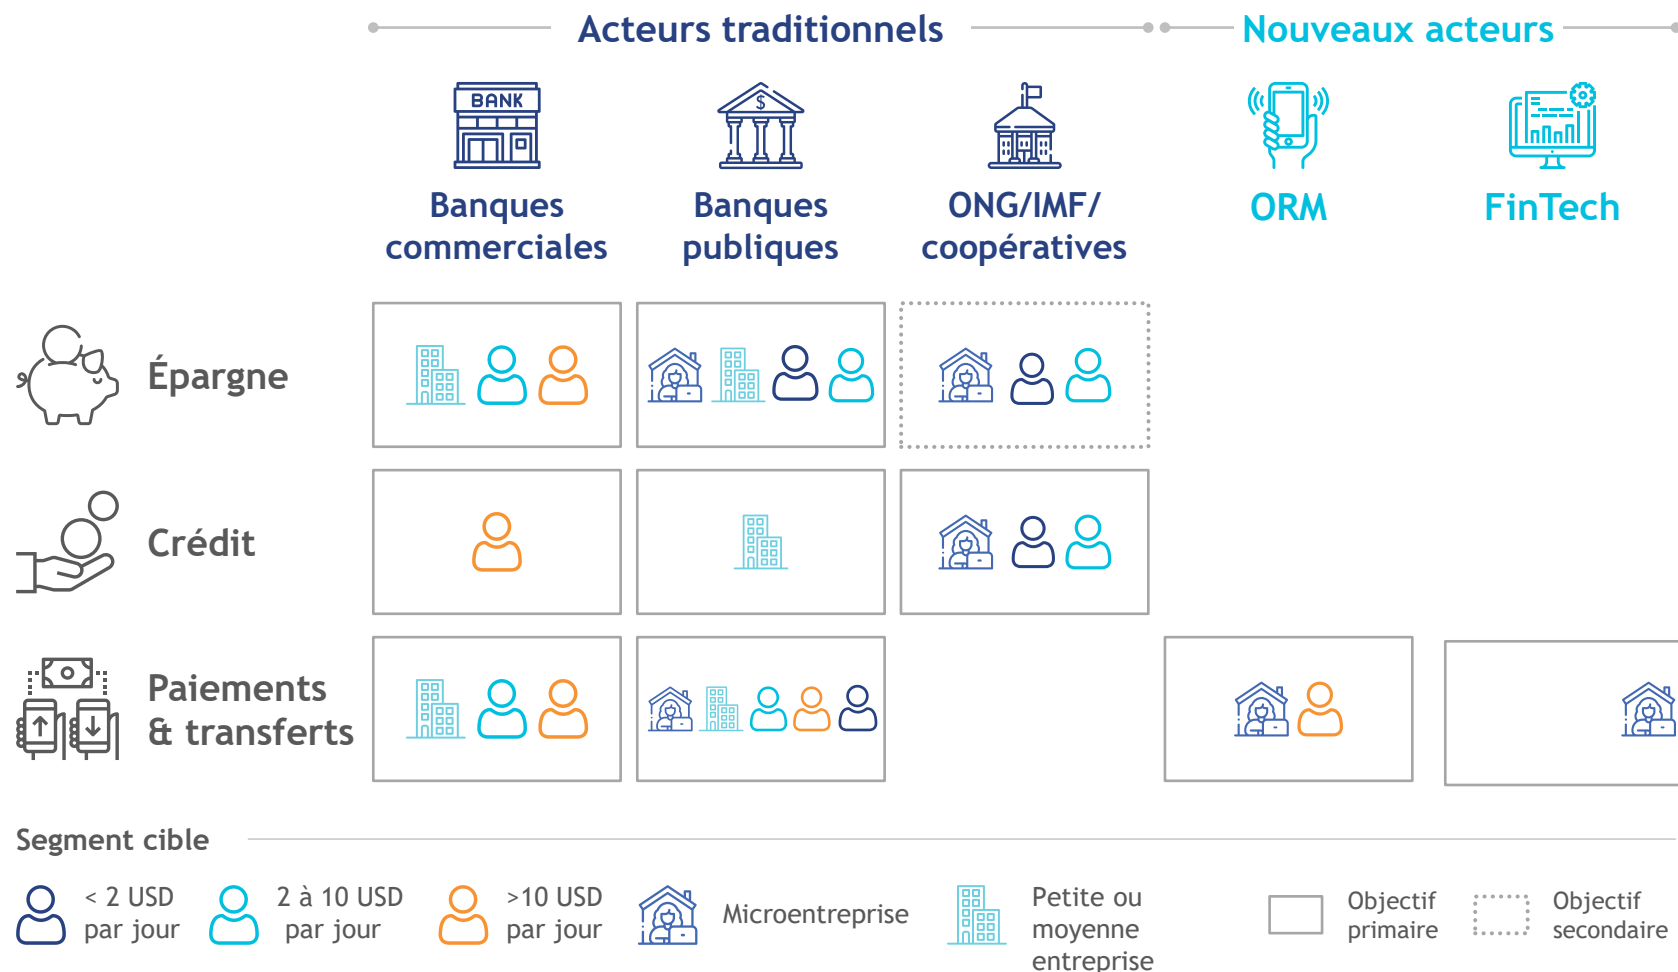 Acteurs traditionnels
Nouveaux acteurs
BANK
$
Banques
commerciales
Banques
publiques
ONG/IMF/
coopératives
ORM
FinTech
Épargne
Crédit
Paiements
& transferts
Segment cible
< 2 USD
par jour
2 à 10 USD
par jour
>10 USD
par jour
Microentreprise
Petite ou
moyenne
entreprise
Objectif
primaire
Objectif
secondaire